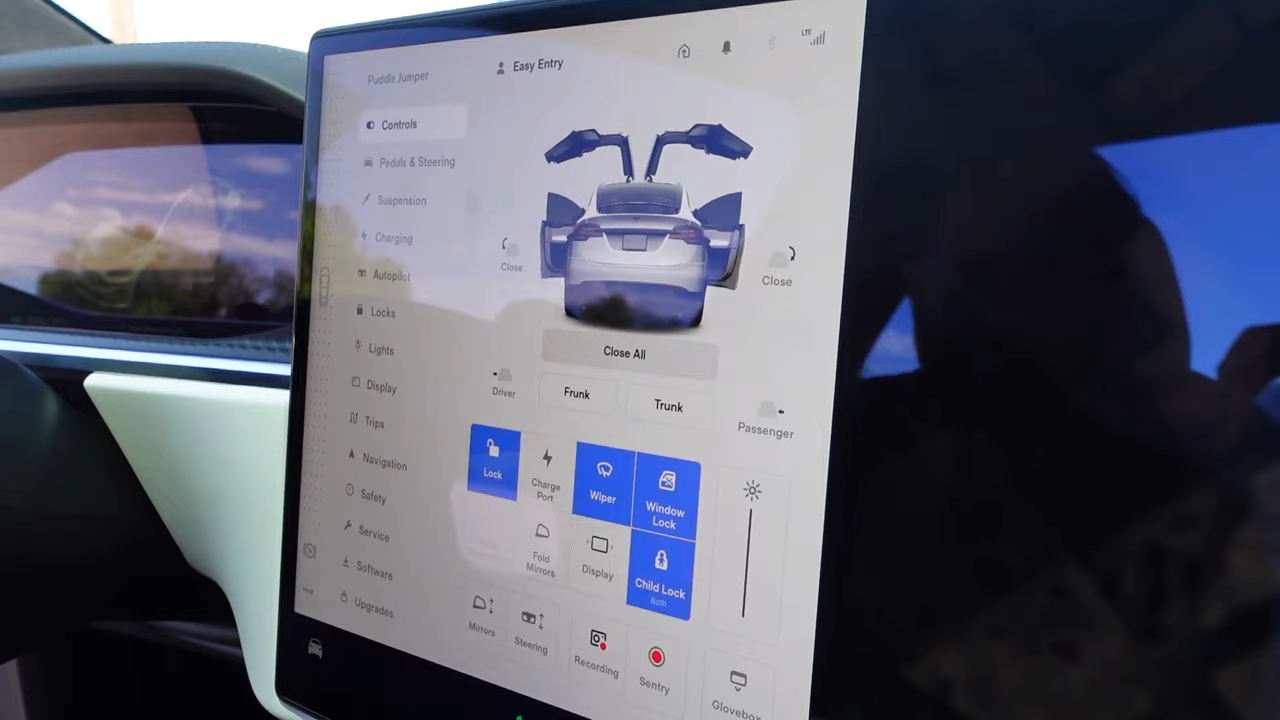 Puddle Jumper
Easy Entry
LTE
Controls
Pedals & Steering
Suspension
Charging
Autopilot
Locks
Lights
Display
Trips
Navigation
Safety
Service
Software
Upgrades
Close
Close
Close All
Driver
Frunk
Trunk
Passenger
Lock
Charge
Port
Wiper
Window
Lock
Fold
Mirrors
Display
Child Lock
Both
Mirrors
Steering
Recording
Sentry
Glovebox